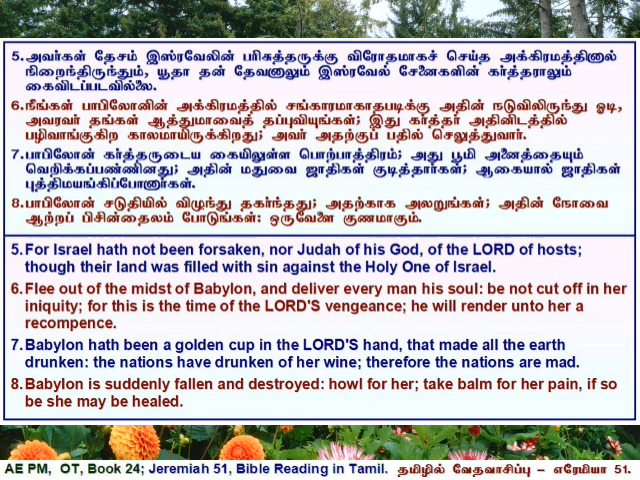 5.அவர்கள் தேசம் இஸ்ரவேலின் பரிசுத்தருக்கு விரோதமாகச் செய்த அக்கிரமத்தினால்
நிறைந்திருந்தும், யூதா தன் தேவனாலும் இஸ்ரவேல் சேனைகளின் கர்த்தராலும்
கைவிடப்படவில்லை.
6.நீங்கள் பாபிலோனின் அக்கிரமத்தில் சங்காரமாகாதபடிக்கு அதின் நடுவிலிருந்து ஓடி,
அவரவர் தங்கள் ஆத்துமாவைத் தப்புவியுங்கள்; இது கர்த்தர் அதினிடத்தில்
பழிவாங்குகிற காலமாயிருக்கிறது; அவர் அதற்குப் பதில் செலுத்துவார்.
7.பாபிலோன் கர்த்தருடைய கையிலுள்ள பொற்பாத்திரம்; அது பூமி அனைத்தையும்
வெறிக்கப்பண்ணினது; அதின் மதுவை ஜாதிகள் குடித்தார்கள்; ஆகையால் ஜாதிகள்
புத்திமயங்கிப்போனார்கள்.
8.பாபிலோன் சடுதியில் விழுந்து தகர்ந்தது; அதற்காக அலறுங்கள்; அதின் நோவை
ஆற்றப் பிசின்தைலம் போடுங்கள்: ஒருவேளை குணமாகும்.
5.For Israel hath not been forsaken, nor Judah of his God, of the LORD of hosts;
though their land was filled with sin against the Holy One of Israel.
6.Flee out of the midst of Babylon, and deliver every man his soul: be not cut off in her
iniquity; for this is the time of the LORD'S vengeance; he will render unto her a
recompence.
7.Babylon hath been a golden cup in the LORD'S hand, that made all the earth
drunken: the nations have drunken of her wine; therefore the nations are mad.
8.Babylon is suddenly fallen and destroyed: howl for her; take balm for her pain, if so
be she may be healed.
AE PM, OT, Book 24; Jeremiah 51, Bible Reading in Tamil. தமிழில் வேதவாசிப்பு – எரேமியா 51.